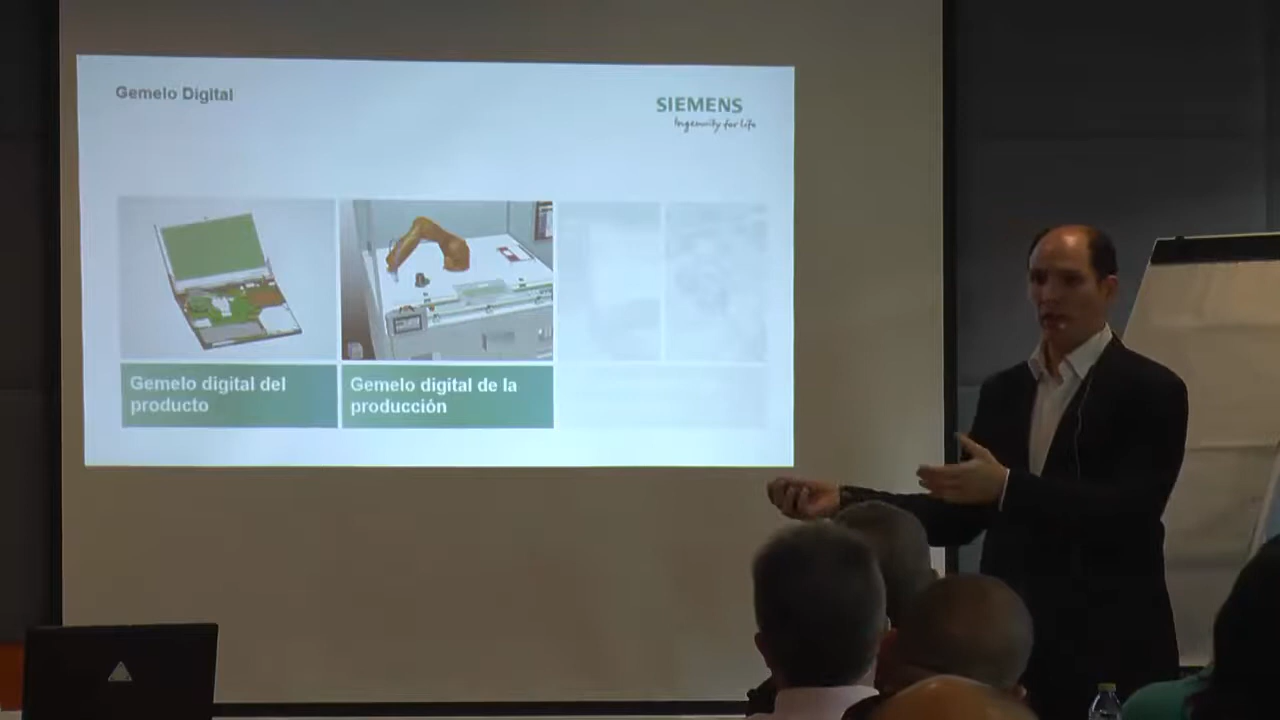 Gemelo Digital
SIEMENS
Ingenuity for life
Gemelo digital del
producto
Gemelo digital de la
producción